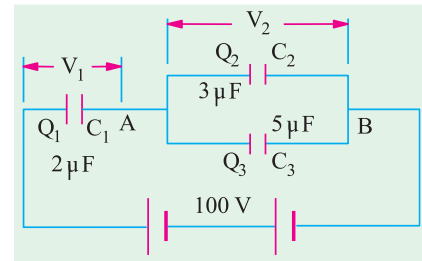 V₂
V₁
Q₂ C₂
3 µF
5 µF
Q₁ C₁ A
B
2 µF
Q₃ C₃
100 V